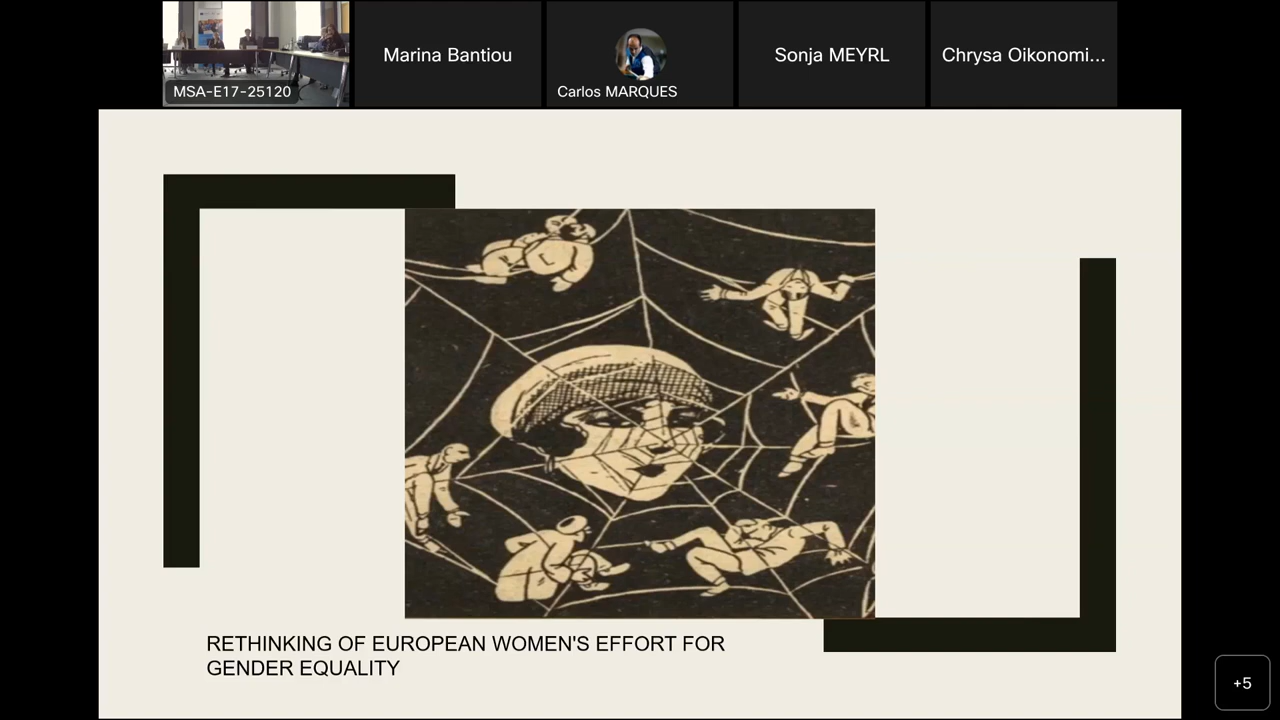 MSA-E17-25120
Marina Bantiou
Carlos MARQUES
Sonja MEYRL
Chrysa Oikonomi...
RETHINKING OF EUROPEAN WOMEN'S EFFORT FOR
GENDER EQUALITY
+5